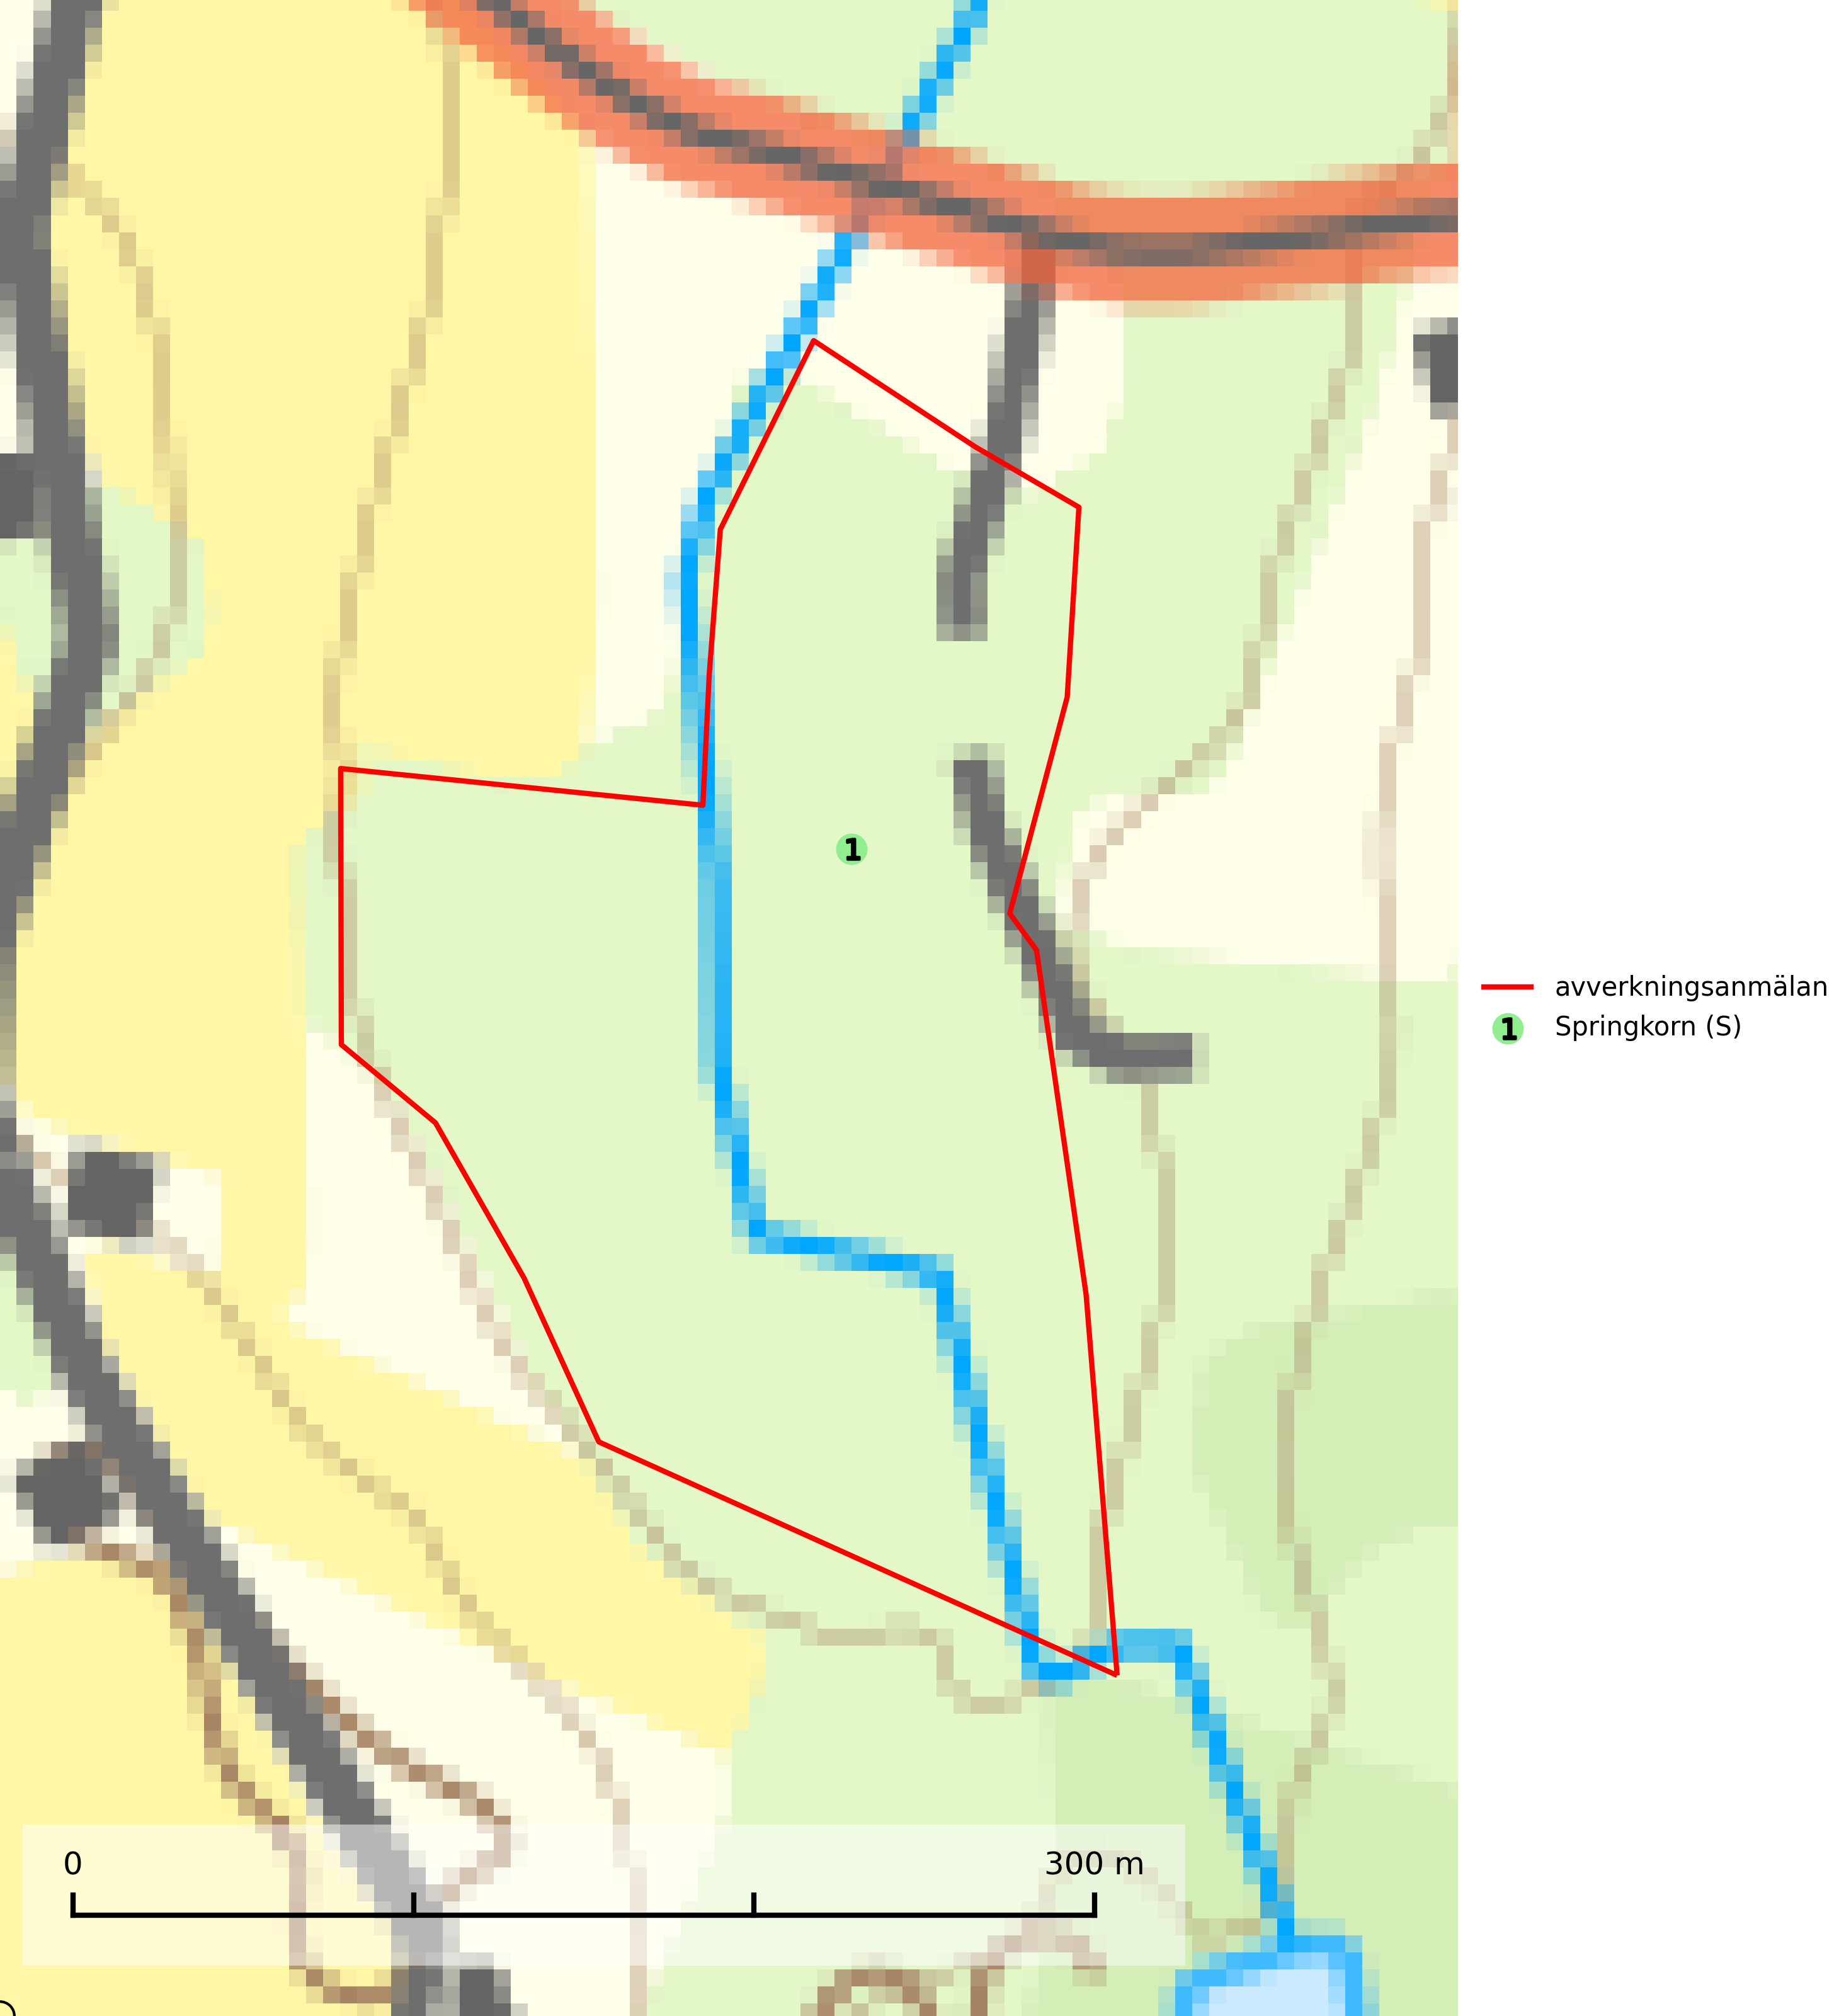 1
avverkningsanmälan
1 Springkorn (S)
0 300 m